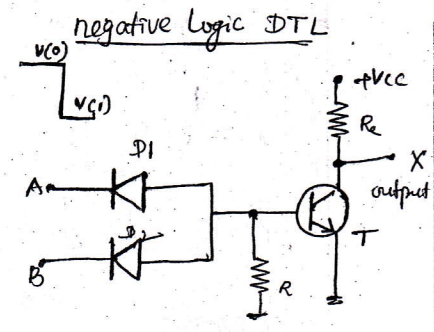 negative Logic DTL
V(0)
V(1)
+Vcc
Rc
X
output
D1
A
D
T
B
R